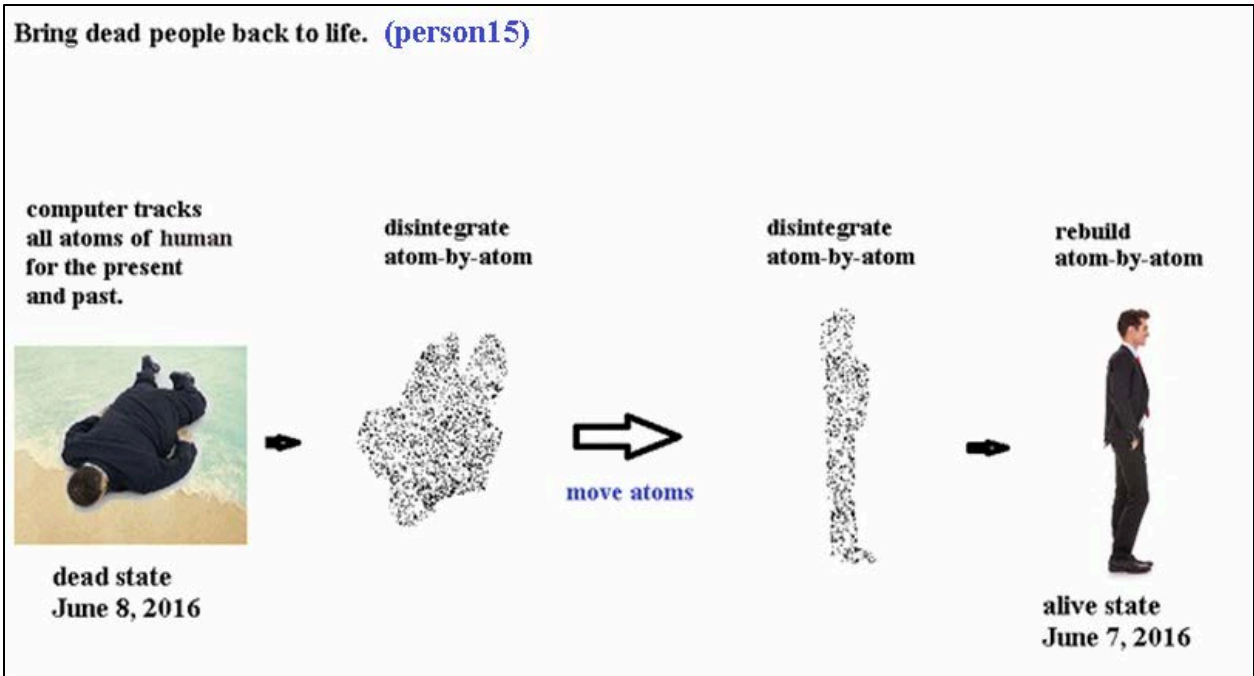 Bring dead people back to life. (person15)
computer tracks
all atoms of human
for the present
and past.
disintegrate
atom-by-atom
disintegrate
atom-by-atom
rebuild
atom-by-atom
move atoms
dead state
June 8, 2016
alive state
June 7, 2016